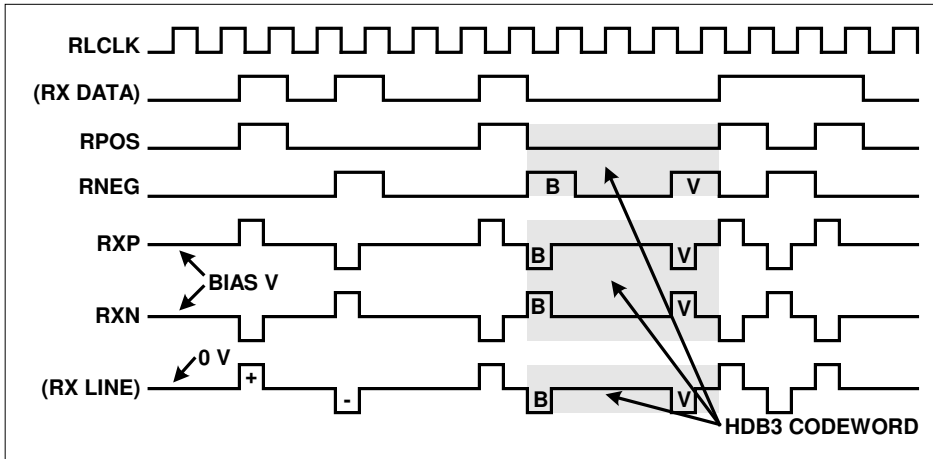 RLCLK
(RX DATA)
RPOS
RNEG
B V
RXP
B V
BIAS V
RXN
B V
0 V
(RX LINE)
+
-
B V
HDB3 CODEWORD